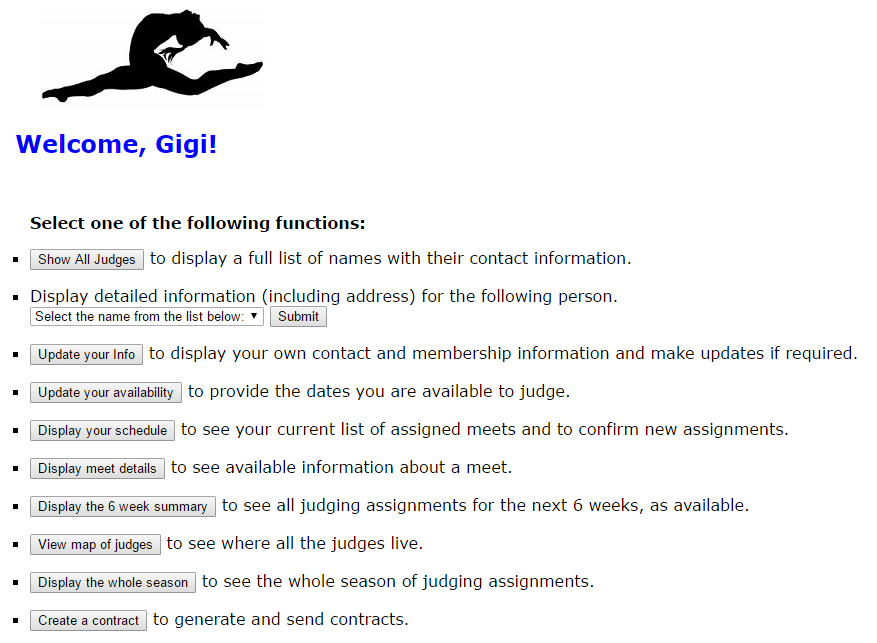 Welcome, Gigi!
Select one of the following functions:
Show All Judges to display a full list of names with their contact information.
Display detailed information (including address) for the following person.
Select the name from the list below: Submit
Update your Info to display your own contact and membership information and make updates if required.
Update your availability to provide the dates you are available to judge.
Display your schedule to see your current list of assigned meets and to confirm new assignments.
Display meet details to see available information about a meet.
Display the 6 week summary to see all judging assignments for the next 6 weeks, as available.
View map of judges to see where all the judges live.
Display the whole season to see the whole season of judging assignments.
Create a contract to generate and send contracts.